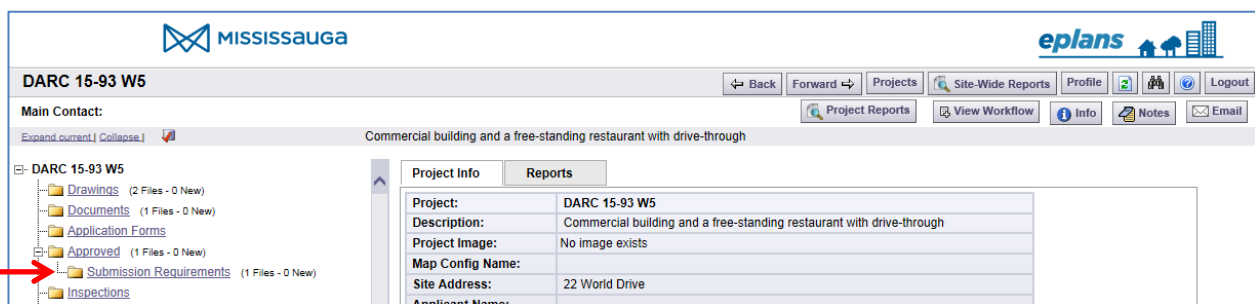 MISSISSAUGA
eplans
DARC 15-93 W5
Back Forward Projects Site-Wide Reports Profile Logout
Main Contact:
Project Reports View Workflow Info Notes Email
Expand current | Collapse |
Commercial building and a free-standing restaurant with drive-through
DARC 15-93 W5
Drawings (2 Files - 0 New)
Documents (1 Files - 0 New)
Application Forms
Approved (1 Files - 0 New)
Submission Requirements (1 Files - 0 New)
Inspections
Project Info Reports
Project: DARC 15-93 W5
Description: Commercial building and a free-standing restaurant with drive-through
Project Image: No image exists
Map Config Name:
Site Address: 22 World Drive
Applicant Name: